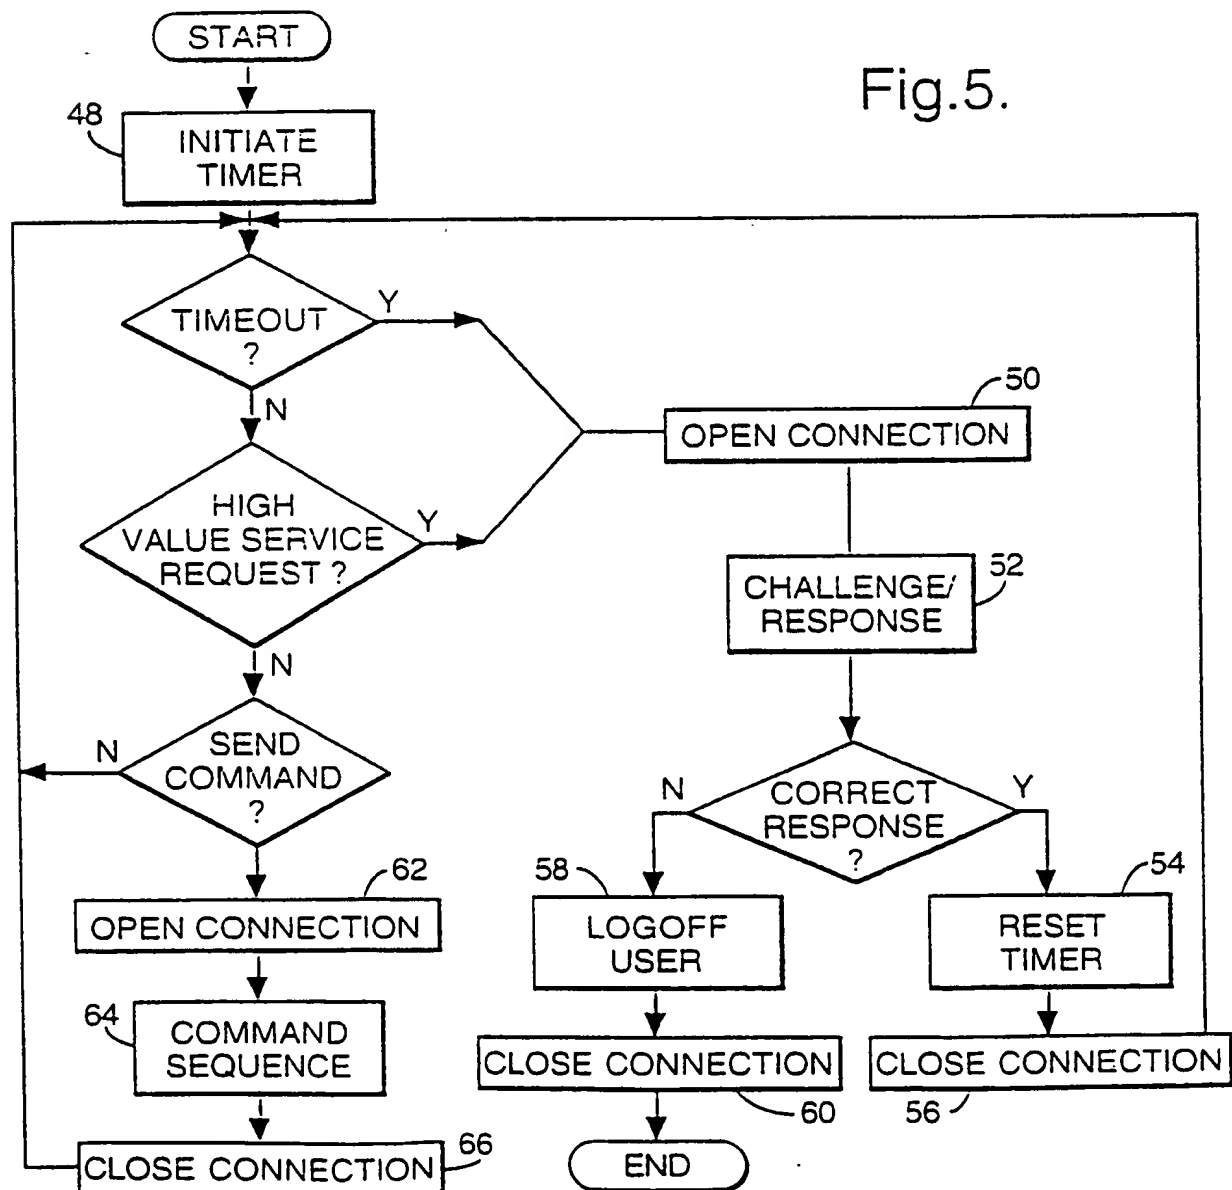 START
Fig.5.
48
INITIATE
TIMER
TIMEOUT
?
Y
N
50
OPEN CONNECTION
HIGH
VALUE SERVICE
REQUEST ?
Y
N
52
CHALLENGE/
RESPONSE
SEND
COMMAND
?
N
CORRECT
RESPONSE
?
N
Y
62
OPEN CONNECTION
58
LOGOFF
USER
54
RESET
TIMER
64
COMMAND
SEQUENCE
CLOSE CONNECTION
60
CLOSE CONNECTION
56
CLOSE CONNECTION
66
END